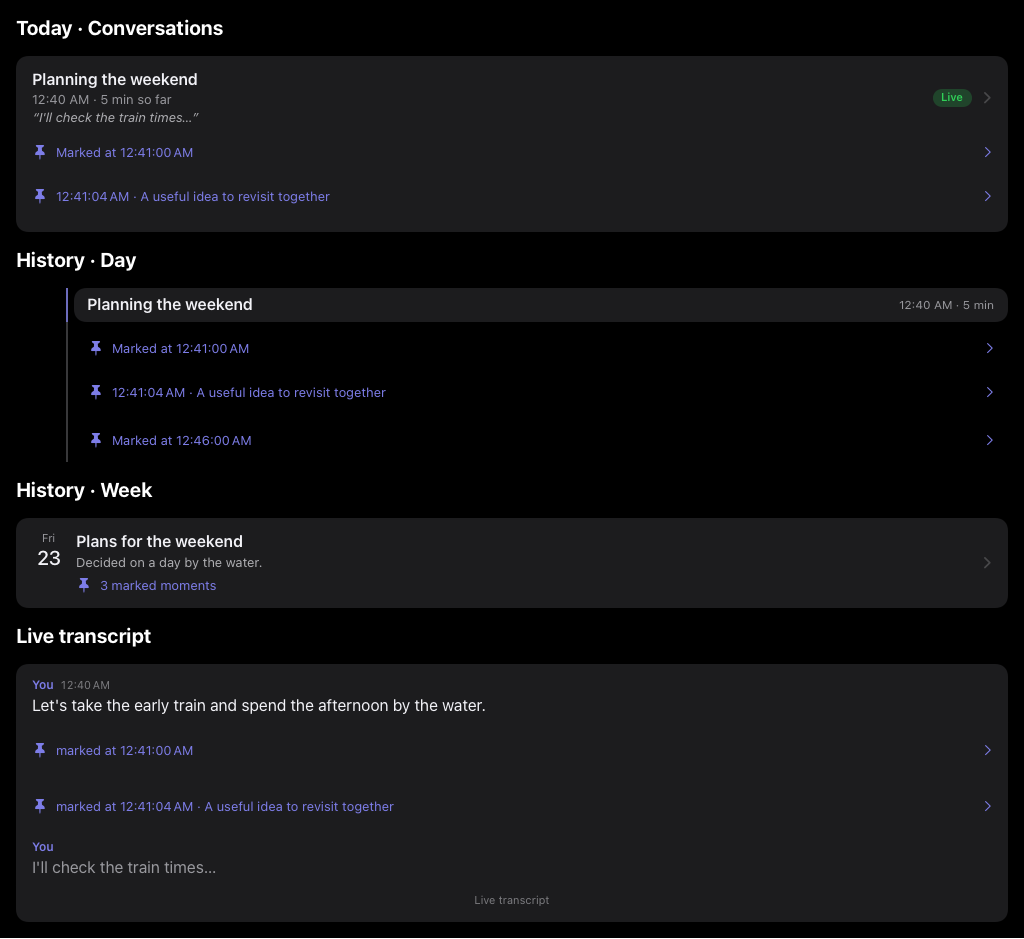 Today · Conversations
Planning the weekend
12:40 AM · 5 min so far
“I'll check the train times…”
Live
Marked at 12:41:00 AM
12:41:04 AM · A useful idea to revisit together
History · Day
Planning the weekend
12:40 AM · 5 min
Marked at 12:41:00 AM
12:41:04 AM · A useful idea to revisit together
Marked at 12:46:00 AM
History · Week
Fri
23
Plans for the weekend
Decided on a day by the water.
3 marked moments
Live transcript
You 12:40 AM
Let's take the early train and spend the afternoon by the water.
marked at 12:41:00 AM
marked at 12:41:04 AM · A useful idea to revisit together
You
I'll check the train times…
Live transcript